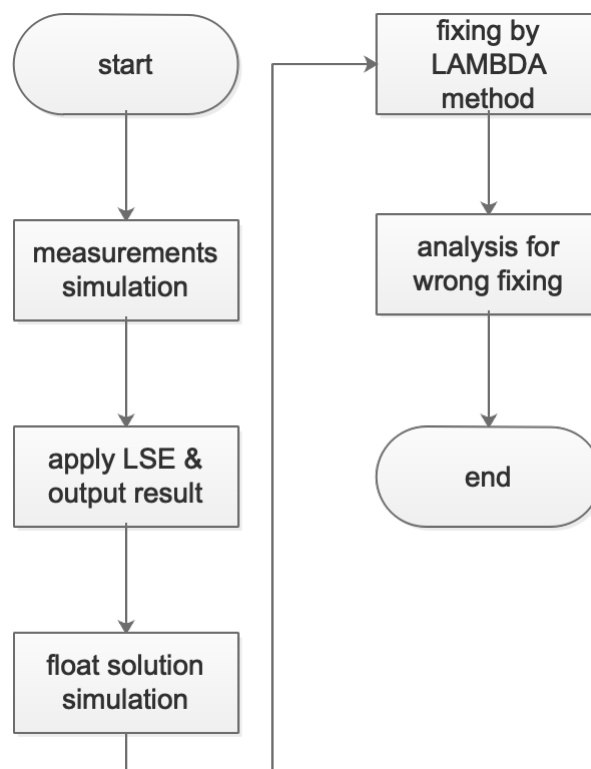 start
measurements
simulation
apply LSE &
output result
float solution
simulation
fixing by
LAMBDA
method
analysis for
wrong fixing
end